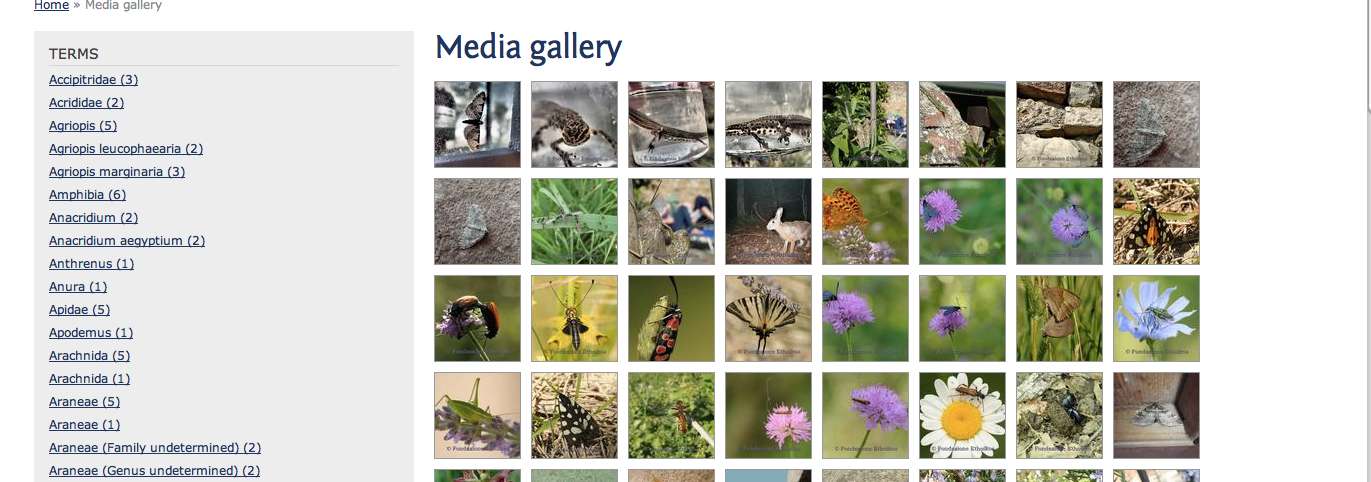 Home » Media gallery
TERMS
Accipitridae (3)
Acrididae (2)
Agriopis (5)
Agriopis leucophaearia (2)
Agriopis marginaria (3)
Amphibia (6)
Anacridium (2)
Anacridium aegyptium (2)
Anthrenus (1)
Anura (1)
Apidae (5)
Apodemus (1)
Arachnida (5)
Arachnida (1)
Araneae (5)
Araneae (1)
Araneae (Family undetermined) (2)
Araneae (Genus undetermined) (2)
Media gallery